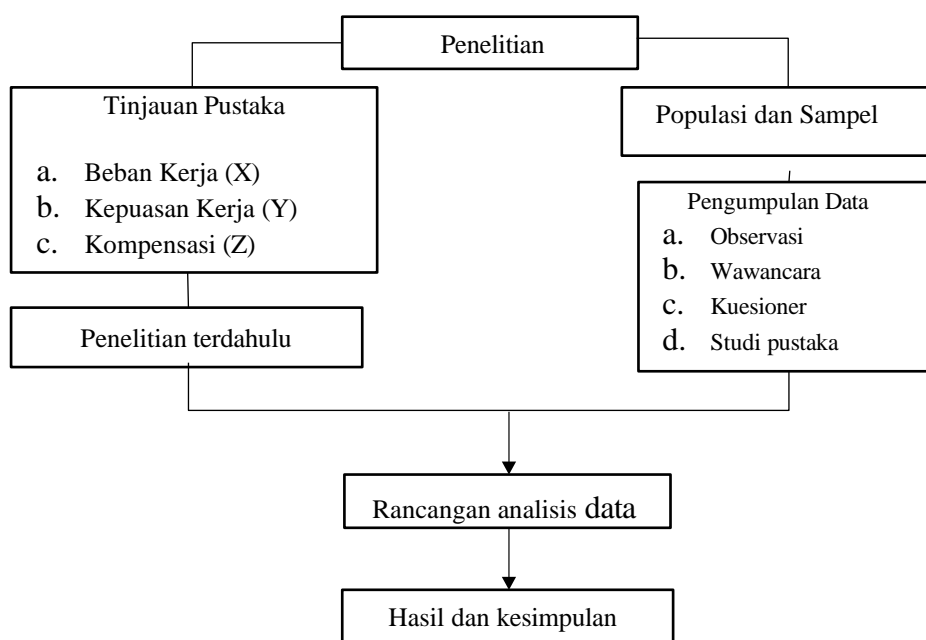 Penelitian
Tinjauan Pustaka
a. Beban Kerja (X)
b. Kepuasan Kerja (Y)
c. Kompensasi (Z)
Penelitian terdahulu
Populasi dan Sampel
Pengumpulan Data
a. Observasi
b. Wawancara
c. Kuesioner
d. Studi pustaka
Rancangan analisis data
Hasil dan kesimpulan